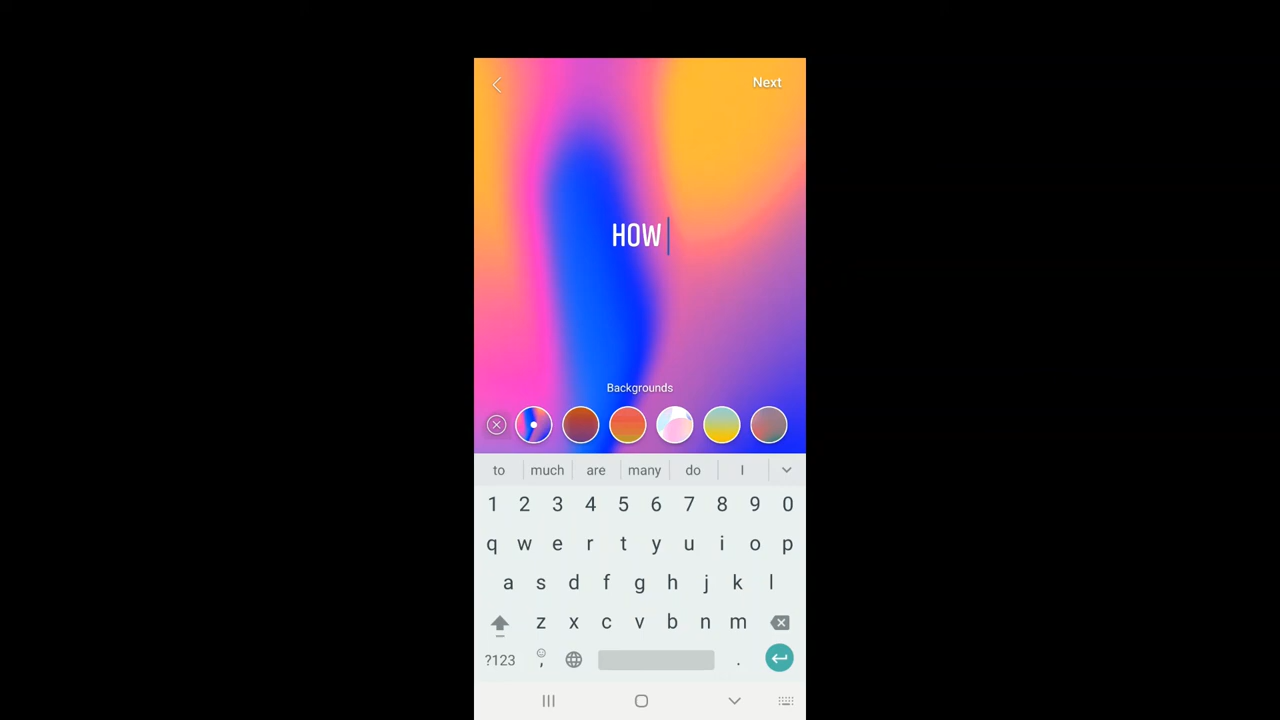 Next
HOW
Backgrounds
to much are many do I
1 2 3 4 5 6 7 8 9 0
q w e r t y u i o p
a s d f g h j k l
z x c v b n m
?123 , .